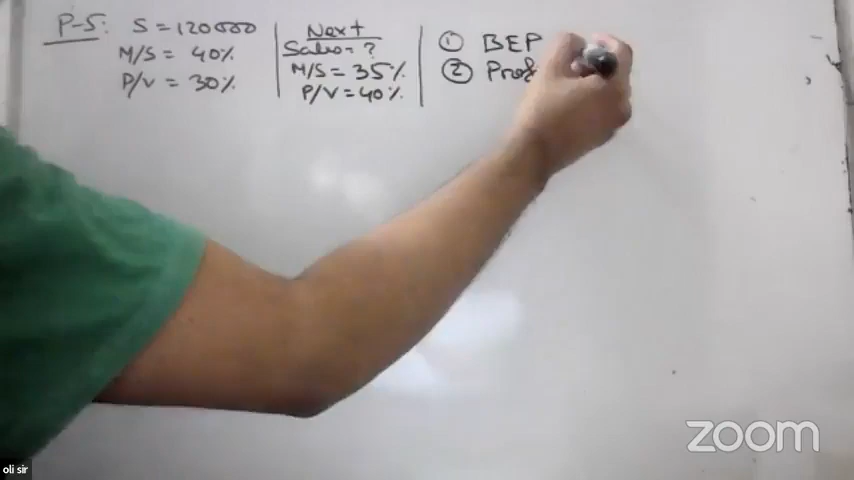 P-5: S = 120000
M/S = 40%
P/V = 30%
Next
Sales = ?
M/S = 35%
P/V = 40%
① BEP
② Prof
zoom
oli sir